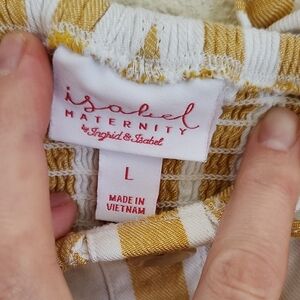 isabel
MATERNITY
by Ingrid & Isabel
L
MADE IN
VIETNAM